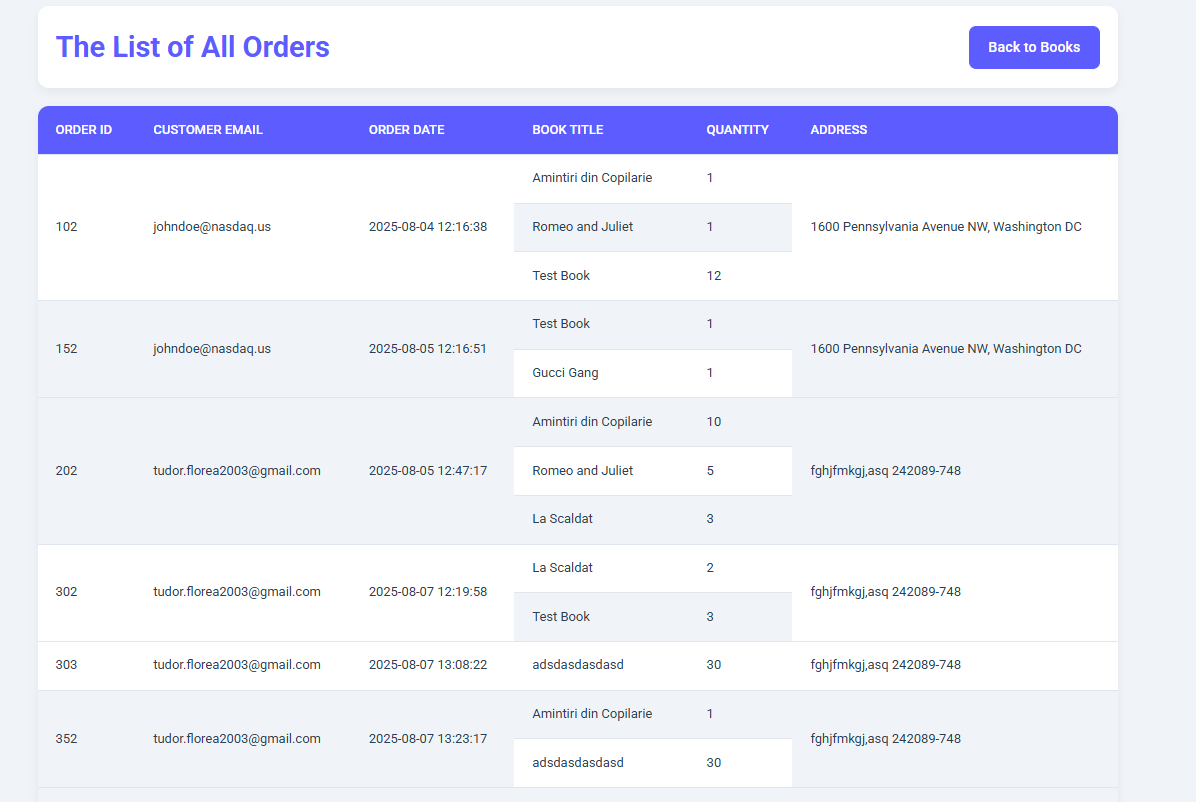 The List of All Orders
Back to Books
ORDER ID CUSTOMER EMAIL ORDER DATE BOOK TITLE QUANTITY ADDRESS
Amintiri din Copilarie 1
102 johndoe@nasdaq.us 2025-08-04 12:16:38 Romeo and Juliet 1 1600 Pennsylvania Avenue NW, Washington DC
Test Book 12
Test Book 1
152 johndoe@nasdaq.us 2025-08-05 12:16:51 1600 Pennsylvania Avenue NW, Washington DC
Gucci Gang 1
Amintiri din Copilarie 10
202 tudor.florea2003@gmail.com 2025-08-05 12:47:17 Romeo and Juliet 5 fghjfmkgj,asq 242089-748
La Scaldat 3
La Scaldat 2
302 tudor.florea2003@gmail.com 2025-08-07 12:19:58 fghjfmkgj,asq 242089-748
Test Book 3
303 tudor.florea2003@gmail.com 2025-08-07 13:08:22 adsdasdasdasd 30 fghjfmkgj,asq 242089-748
Amintiri din Copilarie 1
352 tudor.florea2003@gmail.com 2025-08-07 13:23:17 fghjfmkgj,asq 242089-748
adsdasdasdasd 30